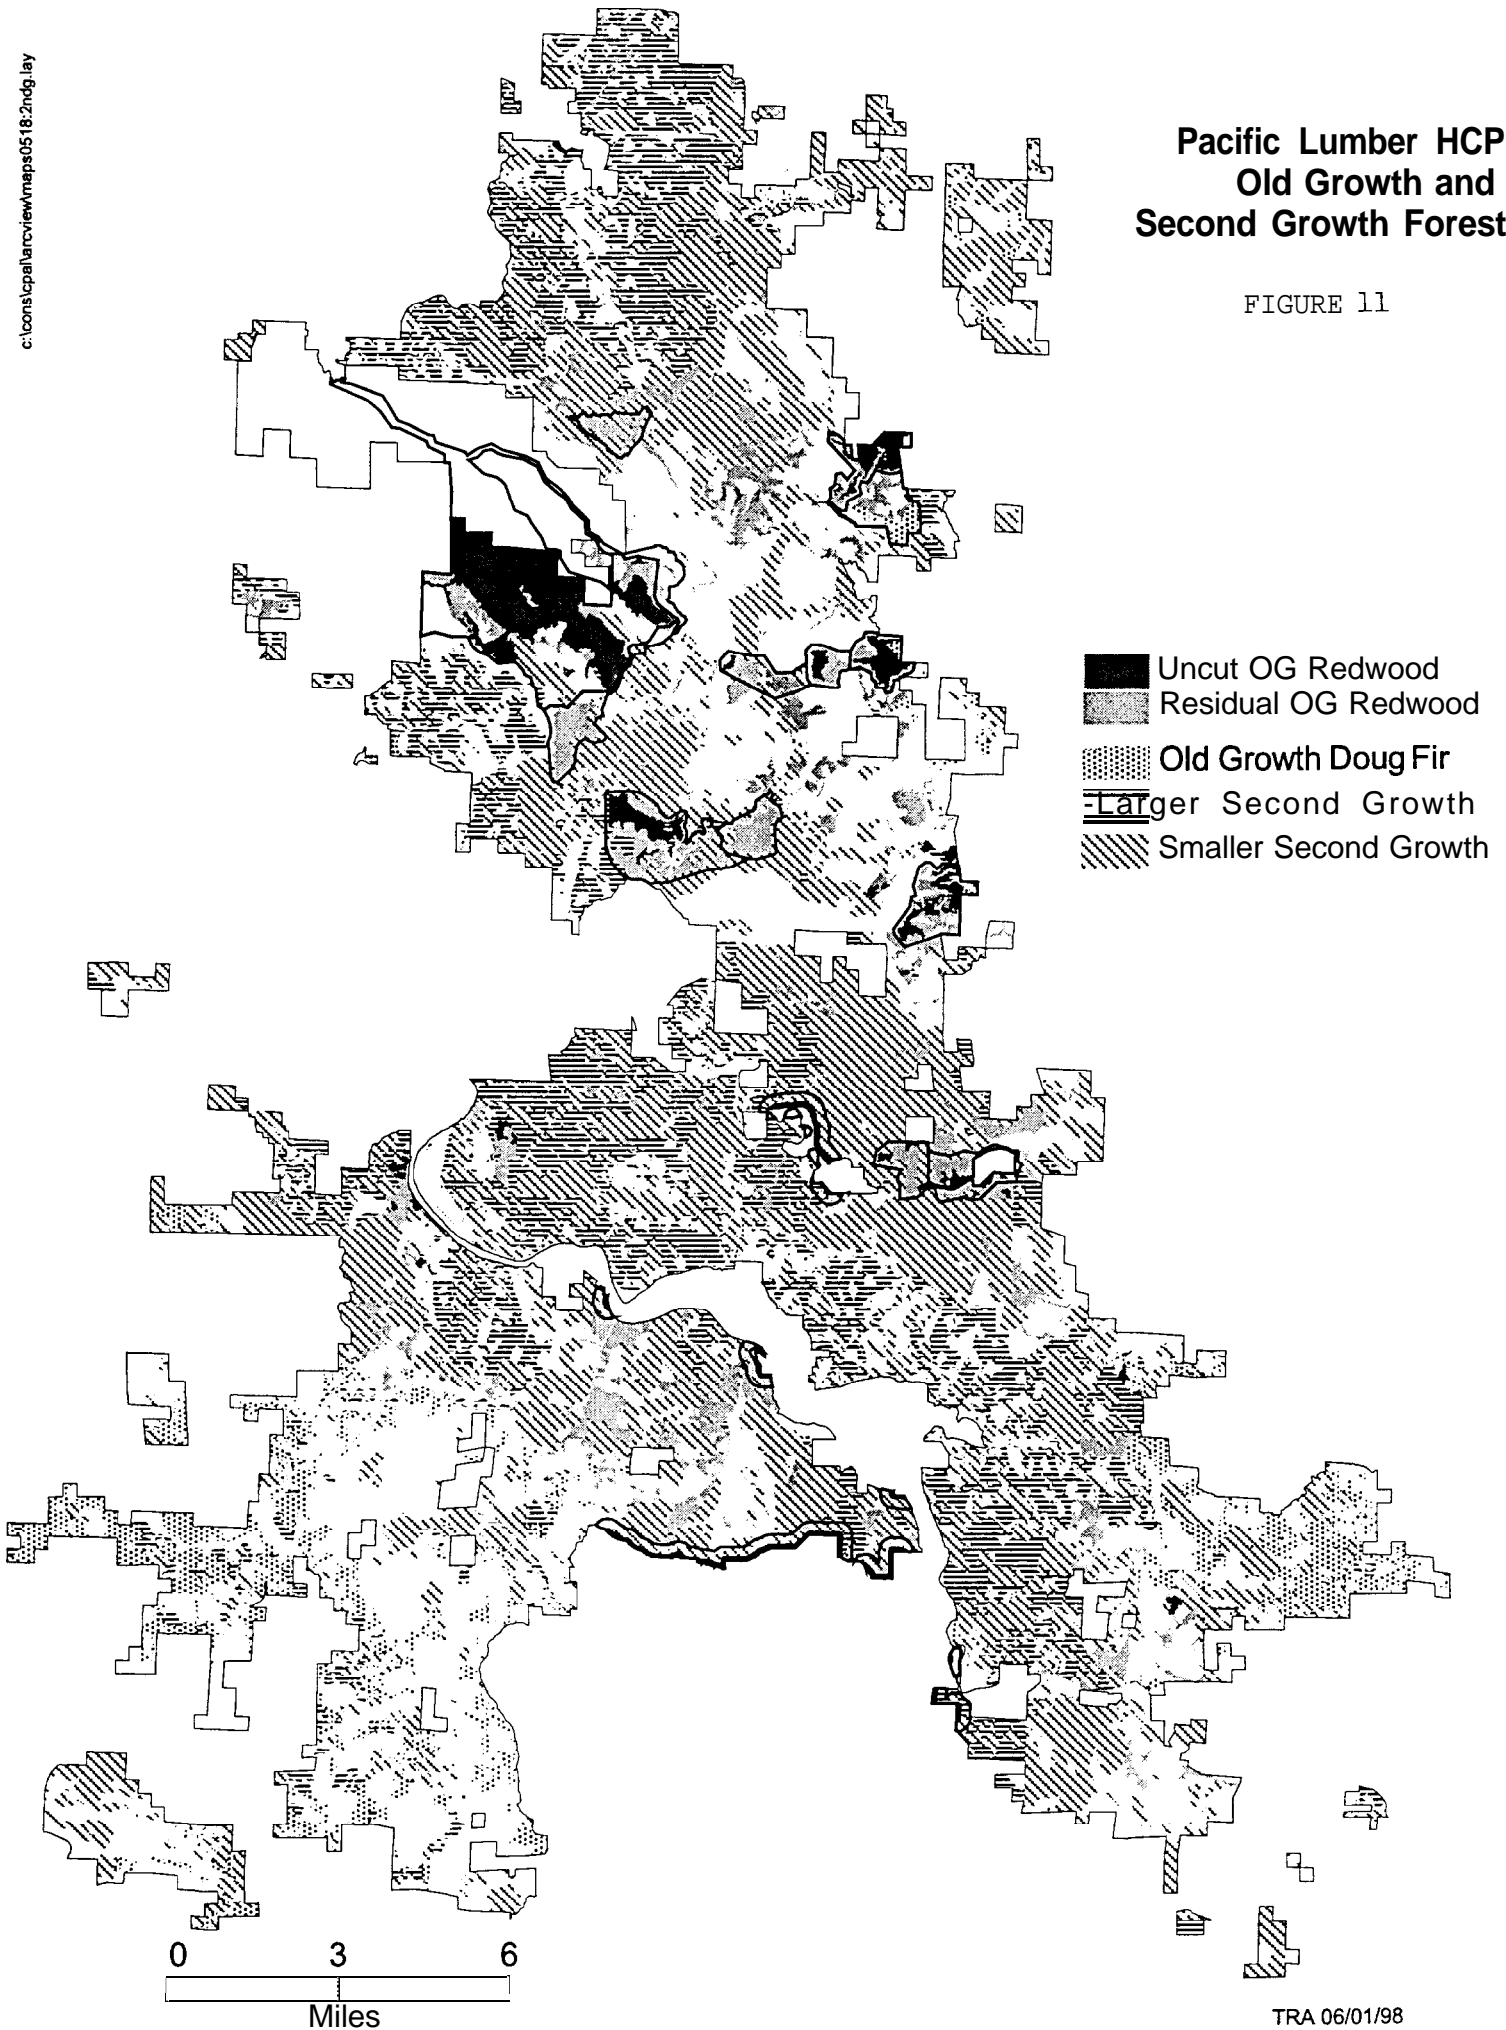 c:\cons\cpal\arcview\maps0518:2ndg.lay
Pacific Lumber HCP
Old Growth and
Second Growth Forest
FIGURE 11
Uncut OG Redwood
Residual OG Redwood
Old Growth Doug Fir
Larger Second Growth
Smaller Second Growth
0 3 6
Miles
TRA 06/01/98